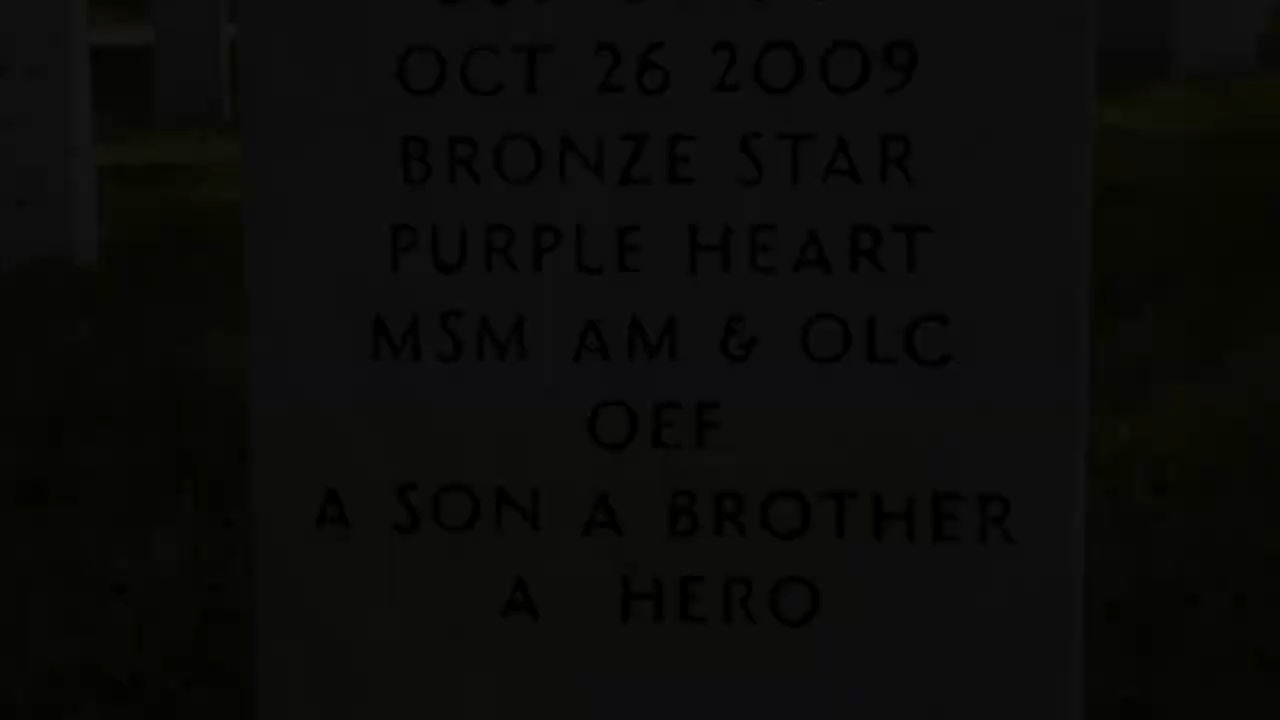 OCT 26 2009
BRONZE STAR
PURPLE HEART
MSM AM & OLC
OEF
A SON A BROTHER
A HERO